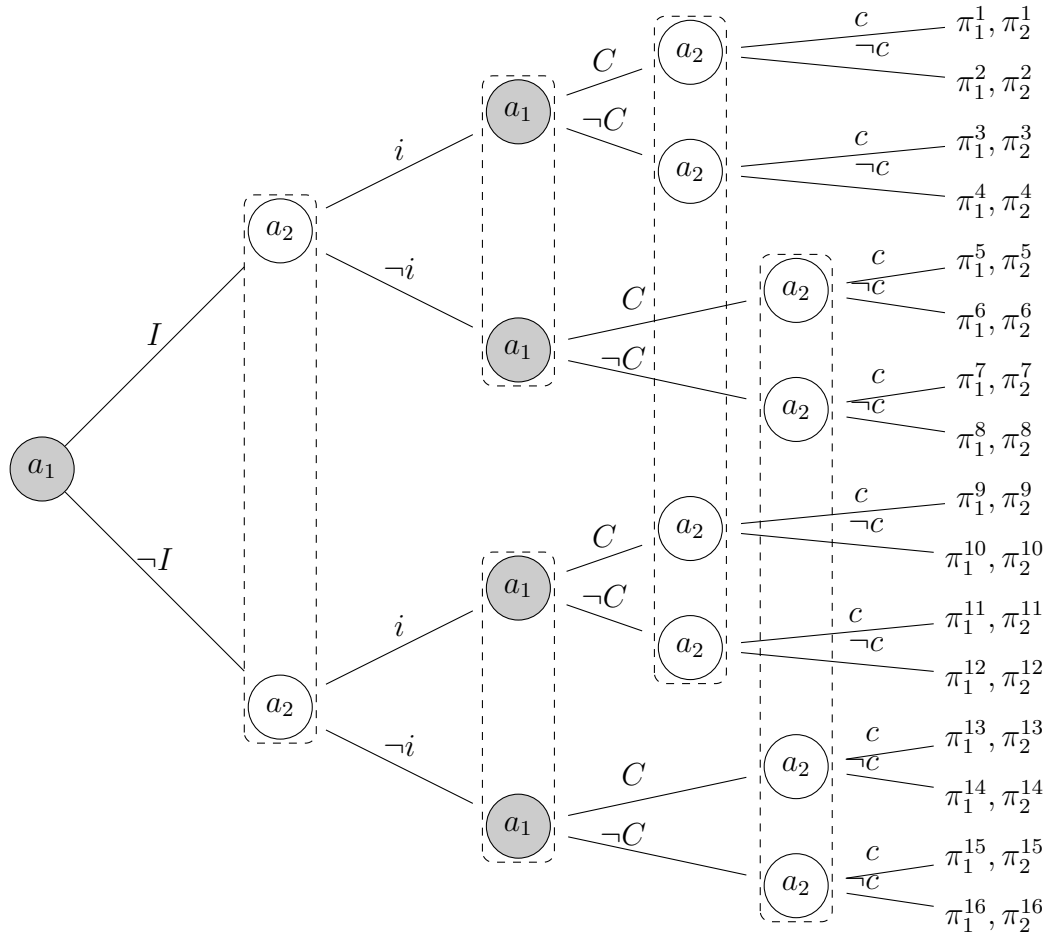 c
π₁¹, π₂¹
a₂
¬c
C
π₁², π₂²
a₁
¬C
c
π₁³, π₂³
i
a₂
¬c
π₁⁴, π₂⁴
a₂
c
π₁⁵, π₂⁵
¬i
C
a₂
¬c
π₁⁶, π₂⁶
I
a₁
¬C
c
π₁⁷, π₂⁷
a₂
¬c
π₁⁸, π₂⁸
a₁
c
π₁⁹, π₂⁹
C
a₂
¬c
π₁¹⁰, π₂¹⁰
¬I
a₁
¬C
c
π₁¹¹, π₂¹¹
i
a₂
¬c
π₁¹², π₂¹²
a₂
c
π₁¹³, π₂¹³
¬i
C
a₂
¬c
π₁¹⁴, π₂¹⁴
a₁
¬C
c
π₁¹⁵, π₂¹⁵
a₂
¬c
π₁¹⁶, π₂¹⁶